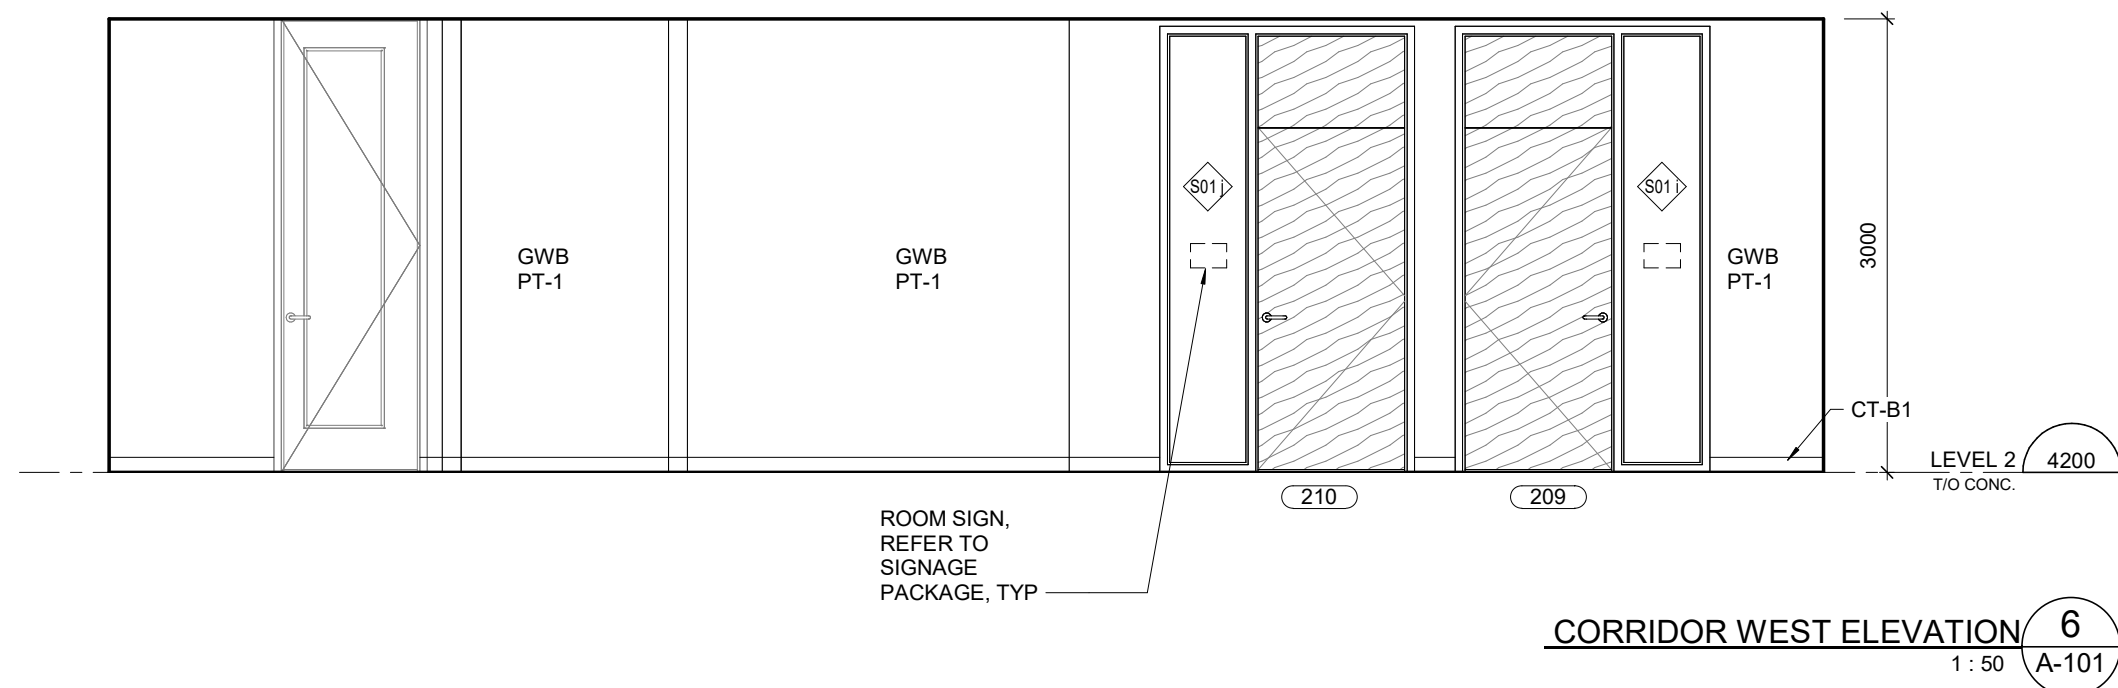 S01 j
S01 i
GWB
PT-1
GWB
PT-1
GWB
PT-1
3000
CT-B1
LEVEL 2
T/O CONC.
4200
210
209
ROOM SIGN,
REFER TO
SIGNAGE
PACKAGE, TYP
CORRIDOR WEST ELEVATION
1 : 50
6
A-101